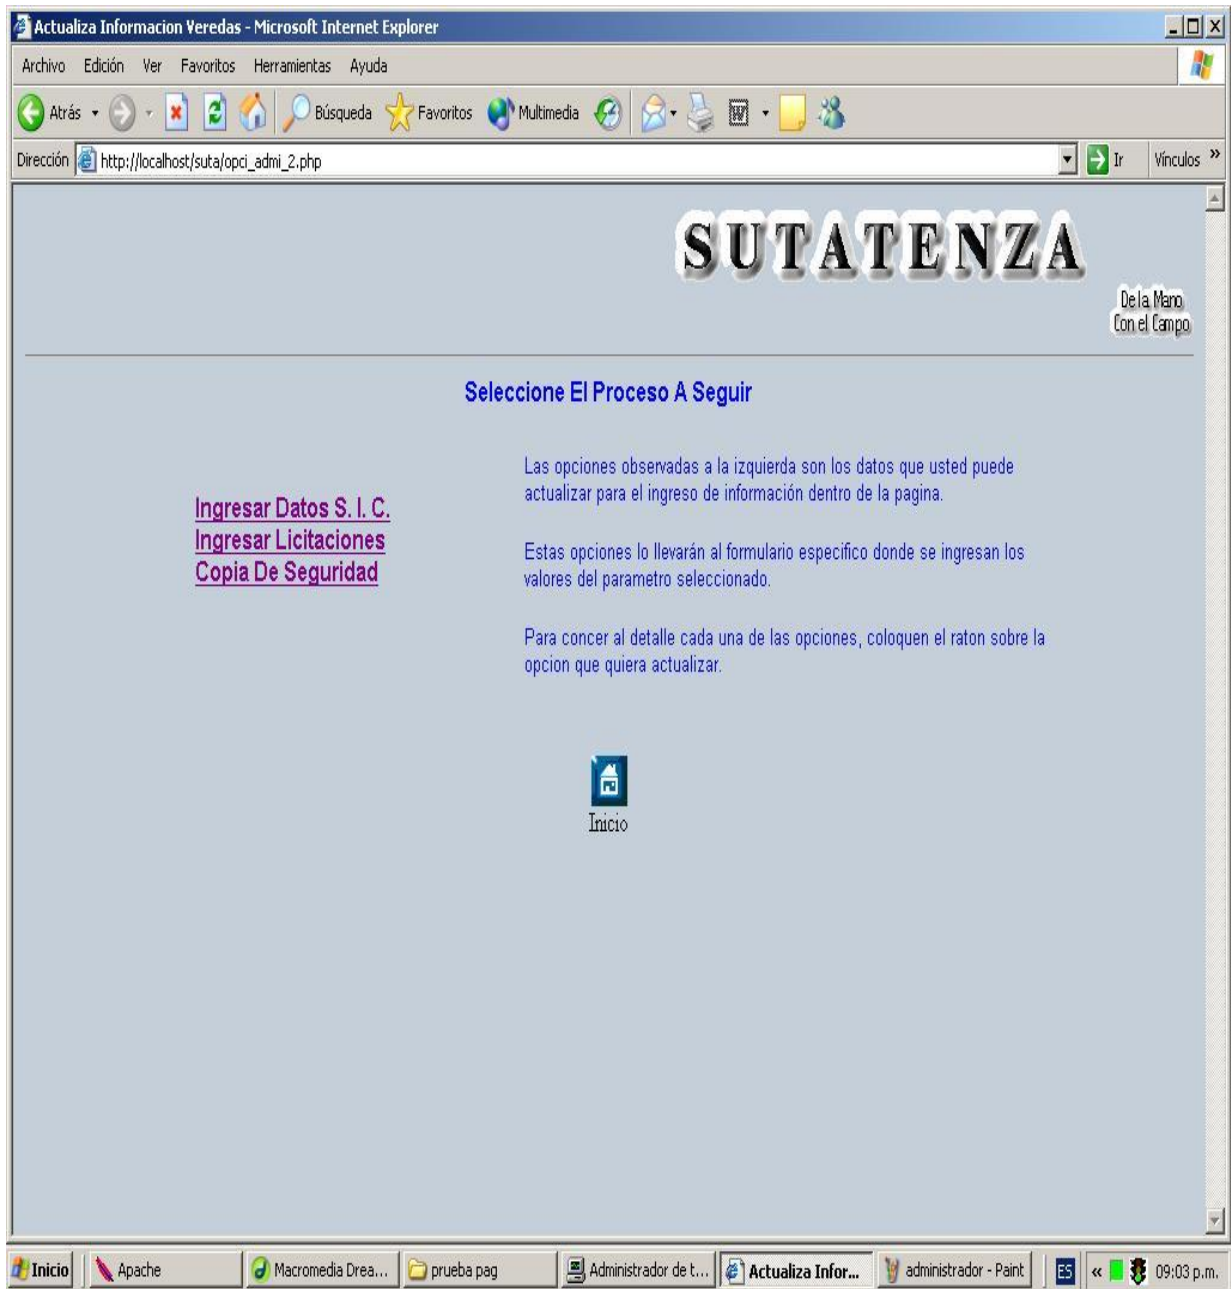 Actualiza Informacion Veredas - Microsoft Internet Explorer
Archivo Edición Ver Favoritos Herramientas Ayuda
Atrás Búsqueda Favoritos Multimedia
Dirección http://localhost/suta/opci_admi_2.php Ir Vínculos »
SUTATENZA
De la Mano
Con el Campo
Seleccione El Proceso A Seguir
Ingresar Datos S. I. C.
Ingresar Licitaciones
Copia De Seguridad
Las opciones observadas a la izquierda son los datos que usted puede
actualizar para el ingreso de información dentro de la pagina.
Estas opciones lo llevarán al formulario especifico donde se ingresan los
valores del parametro seleccionado.
Para concer al detalle cada una de las opciones, coloquen el raton sobre la
opcion que quiera actualizar.
Inicio
Inicio Apache Macromedia Drea... prueba pag Administrador de t... Actualiza Infor... administrador - Paint ES « 09:03 p.m.